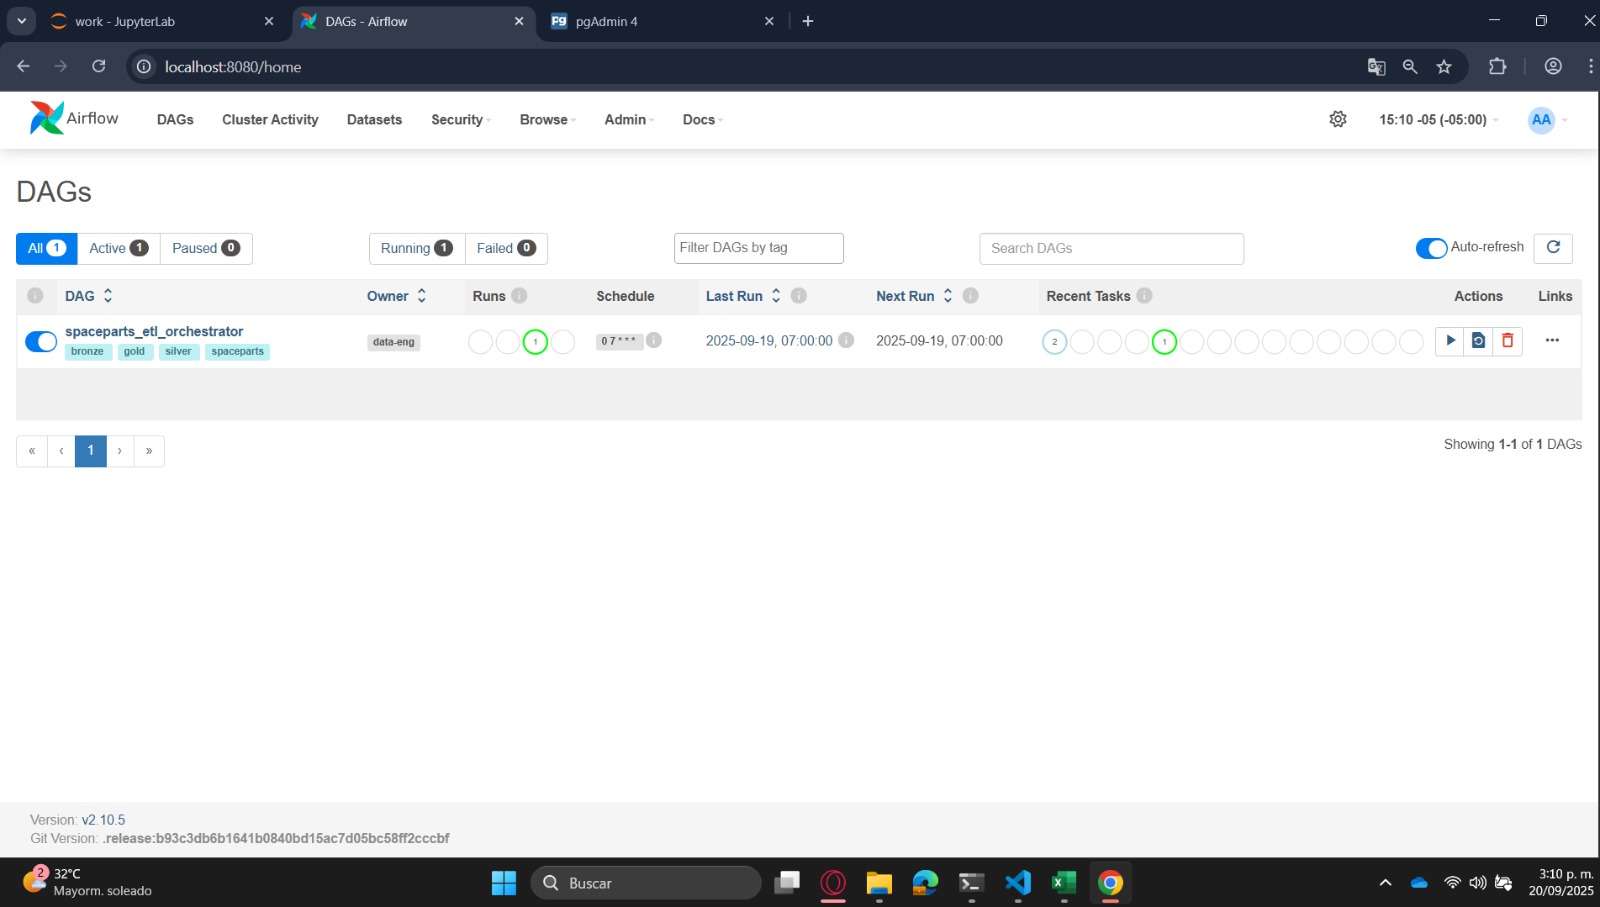 work - JupyterLab
DAGs - Airflow
pgAdmin 4
localhost:8080/home
Airflow DAGs Cluster Activity Datasets Security Browse Admin Docs 15:10 -05 (-05:00) AA
DAGs
All 1 Active 1 Paused 0 Running 1 Failed 0 Filter DAGs by tag Search DAGs Auto-refresh
DAG Owner Runs Schedule Last Run Next Run Recent Tasks Actions Links
spaceparts_etl_orchestrator
bronze gold silver spaceparts
data-eng 1 0 7 * * * 2025-09-19, 07:00:00 2025-09-19, 07:00:00 2 1
« ‹ 1 › »
Showing 1-1 of 1 DAGs
Version: v2.10.5
Git Version: .release:b93c3db6b1641b0840bd15ac7d05bc58ff2cccbf
2 32°C
Mayorm. soleado
Buscar
3:10 p. m.
20/09/2025